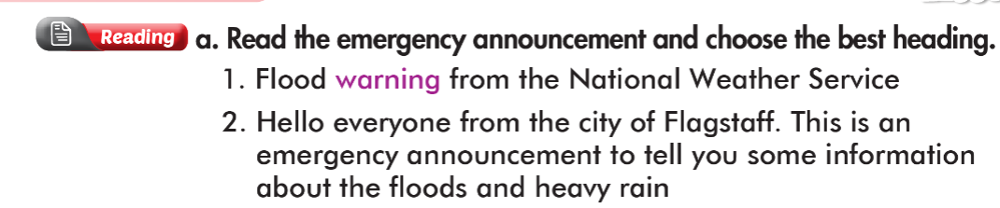 Reading a. Read the emergency announcement and choose the best heading.
1. Flood warning from the National Weather Service
2. Hello everyone from the city of Flagstaff. This is an
emergency announcement to tell you some information
about the floods and heavy rain